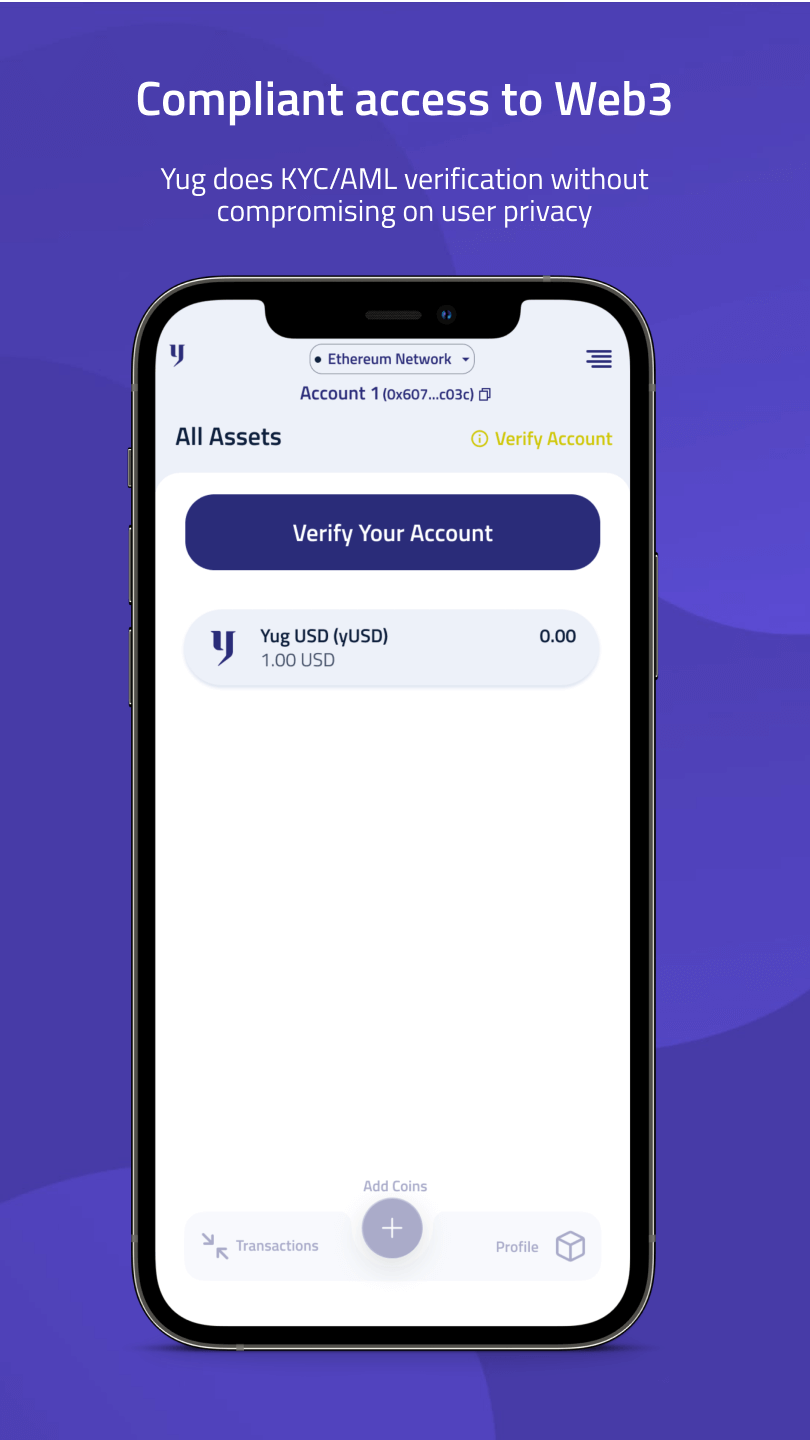 Compliant access to Web3
Yug does KYC/AML verification without
compromising on user privacy
Ethereum Network
Account 1 (0x607...c03c)
All Assets
Verify Account
Verify Your Account
Yug USD (yUSD)
0.00
1.00 USD
Add Coins
Transactions
Profile